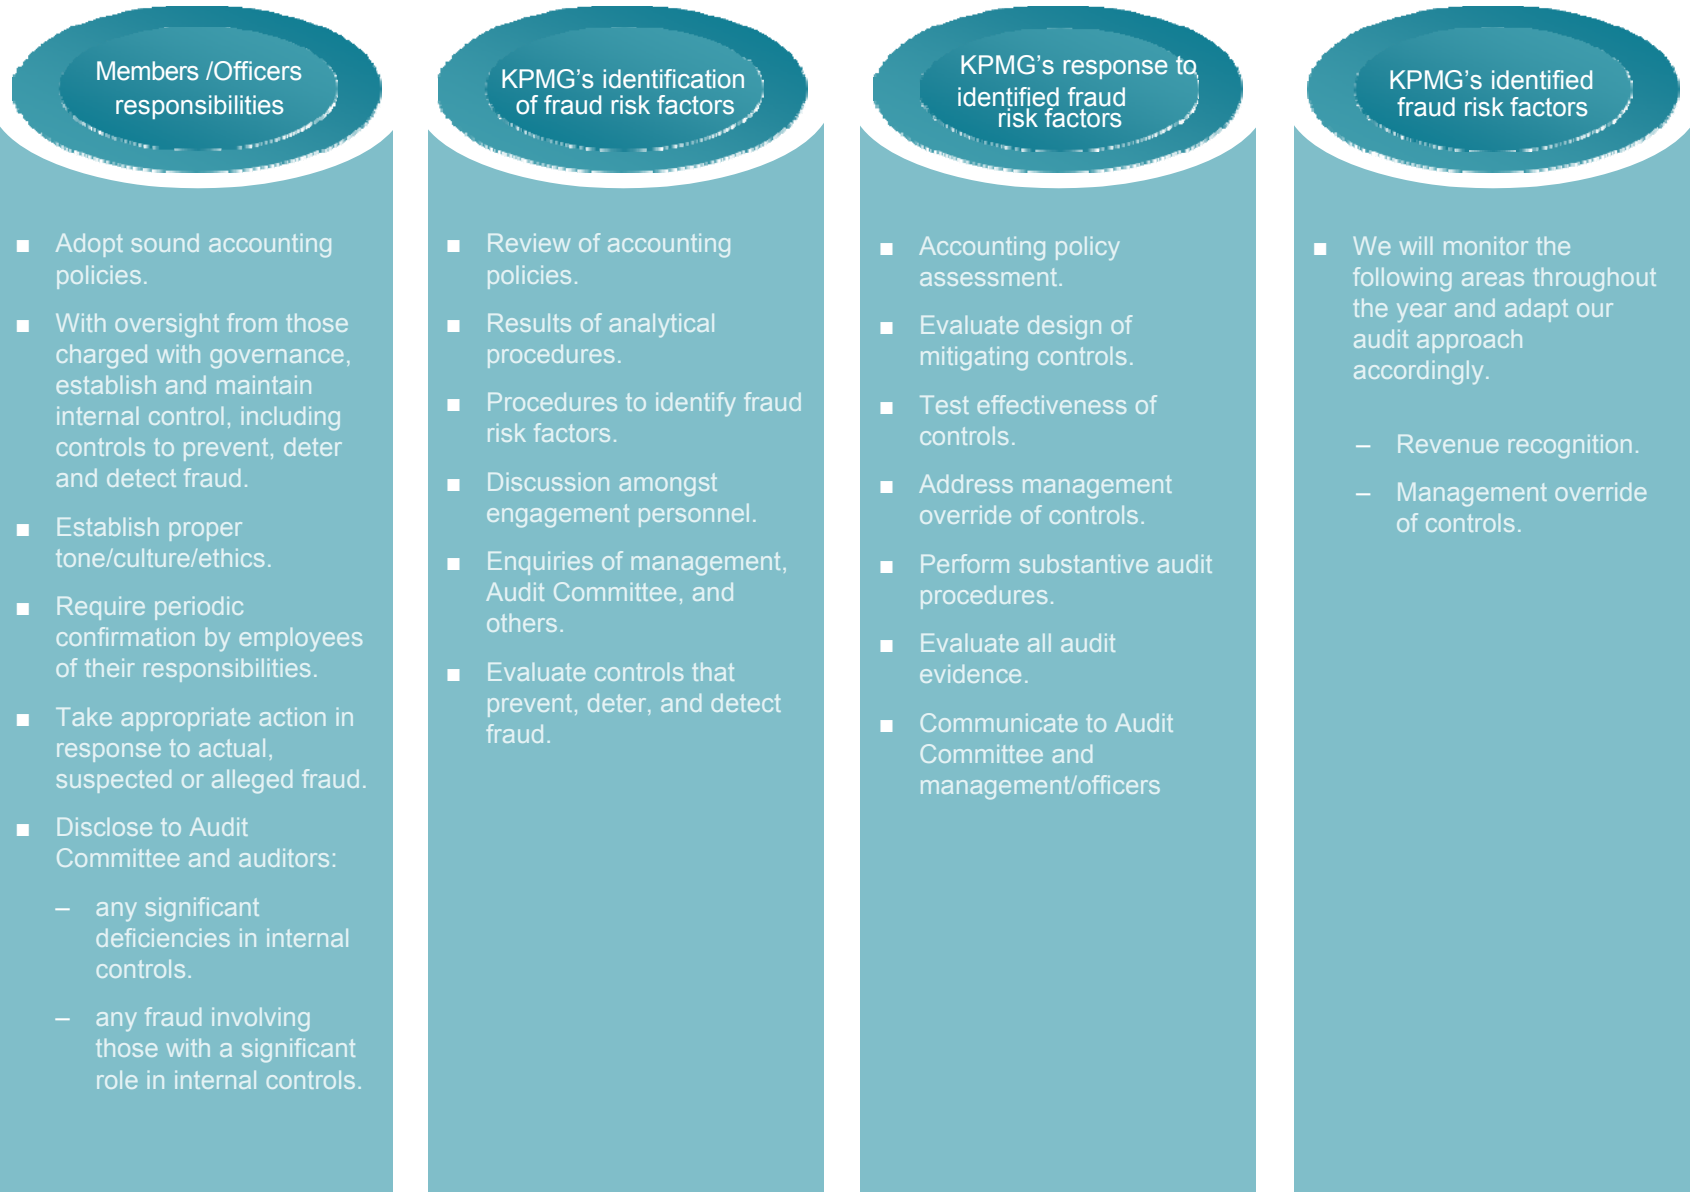 Members /Officers
responsibilities
■ Adopt sound accounting
policies.
■ With oversight from those
charged with governance,
establish and maintain
internal control, including
controls to prevent, deter
and detect fraud.
■ Establish proper
tone/culture/ethics.
■ Require periodic
confirmation by employees
of their responsibilities.
■ Take appropriate action in
response to actual,
suspected or alleged fraud.
■ Disclose to Audit
Committee and auditors:
– any significant
deficiencies in internal
controls.
– any fraud involving
those with a significant
role in internal controls.
KPMG’s identification
of fraud risk factors
■ Review of accounting
policies.
■ Results of analytical
procedures.
■ Procedures to identify fraud
risk factors.
■ Discussion amongst
engagement personnel.
■ Enquiries of management,
Audit Committee, and
others.
■ Evaluate controls that
prevent, deter, and detect
fraud.
KPMG’s response to
identified fraud
risk factors
■ Accounting policy
assessment.
■ Evaluate design of
mitigating controls.
■ Test effectiveness of
controls.
■ Address management
override of controls.
■ Perform substantive audit
procedures.
■ Evaluate all audit
evidence.
■ Communicate to Audit
Committee and
management/officers
KPMG’s identified
fraud risk factors
■ We will monitor the
following areas throughout
the year and adapt our
audit approach
accordingly.
– Revenue recognition.
– Management override
of controls.